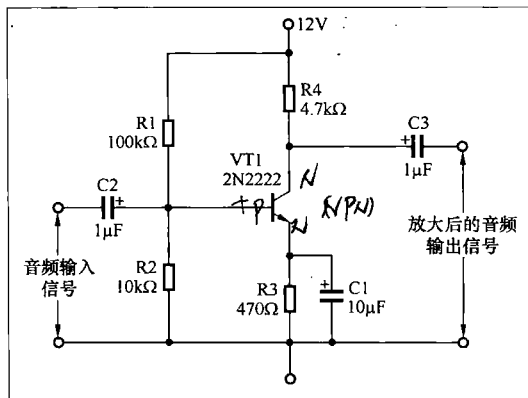 12V
R4
4.7kΩ
R1
100kΩ
C3
1μF
VT1
2N2222
N
+P
N
(NPN)
C2
1μF
放大后的音频
输出信号
音频输入
信号
R2
10kΩ
R3
470Ω
C1
10μF
+
+
+